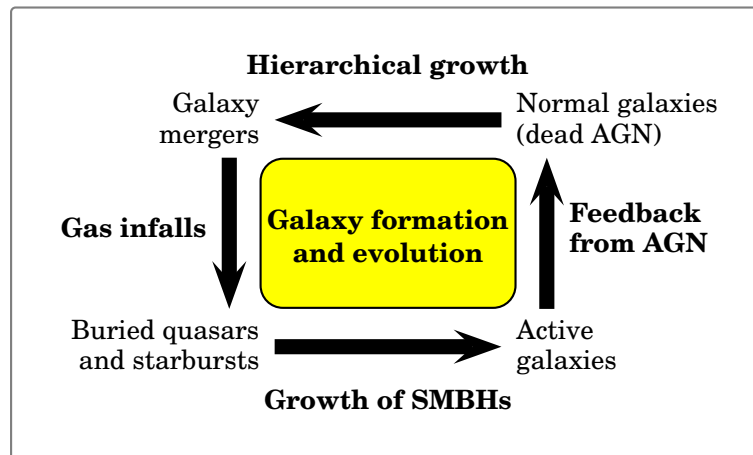 Hierarchical growth
Galaxy
mergers
Normal galaxies
(dead AGN)
Gas infalls
Galaxy formation
and evolution
Feedback
from AGN
Buried quasars
and starbursts
Active
galaxies
Growth of SMBHs